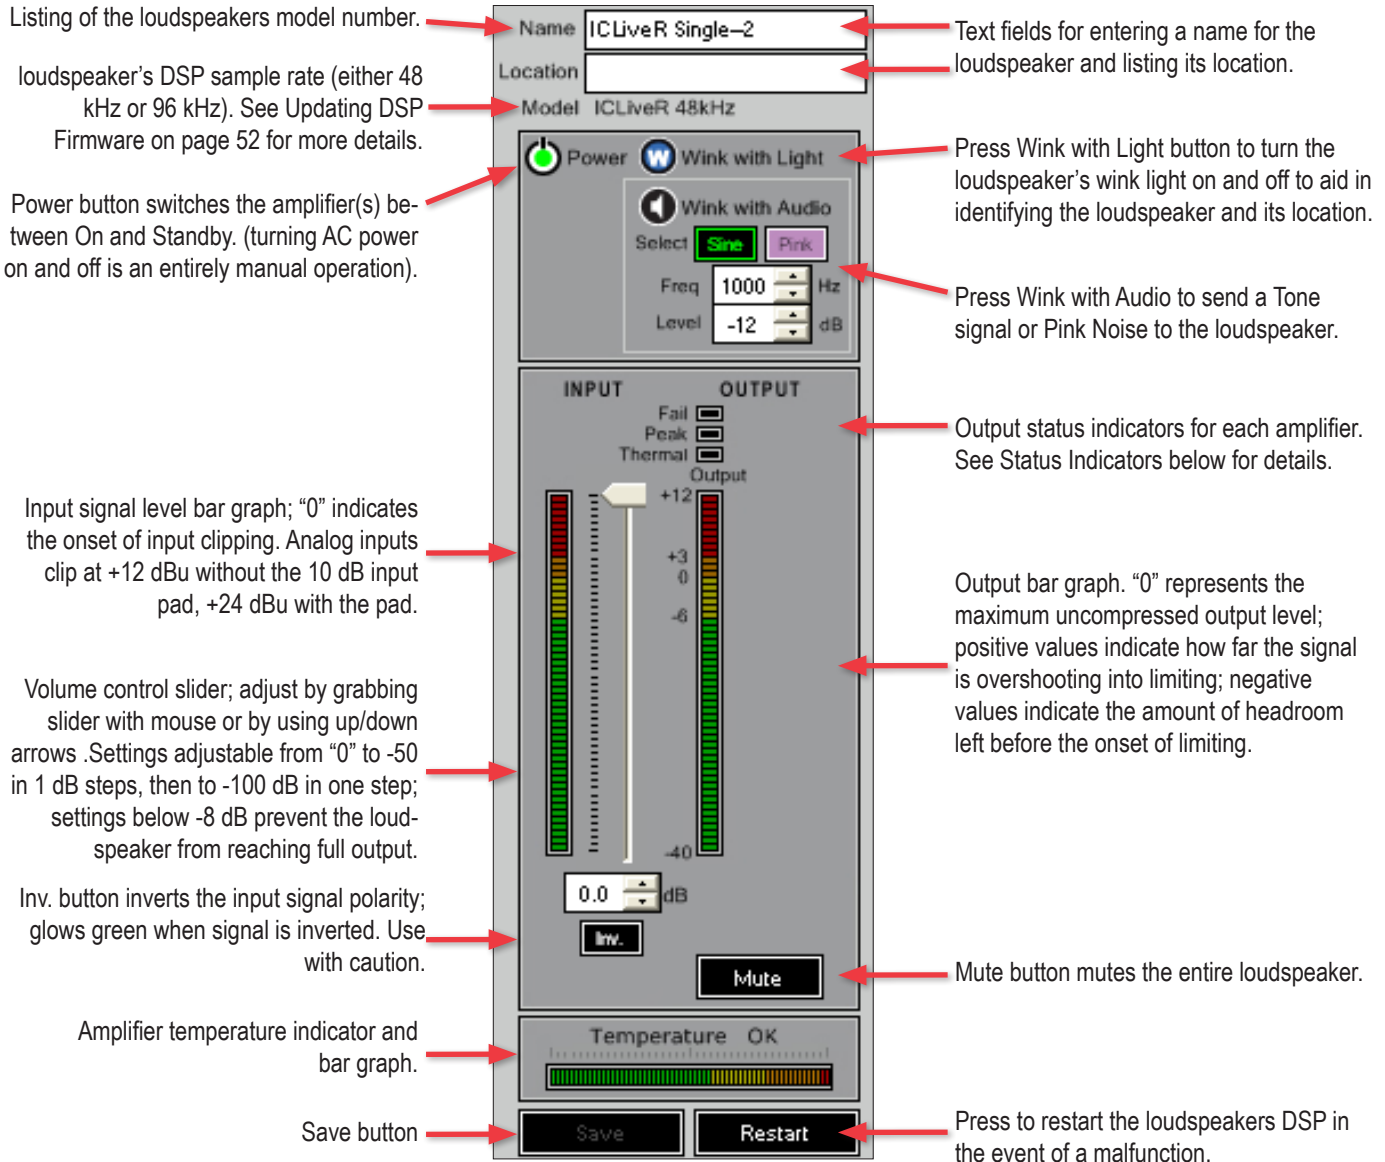 Listing of the loudspeakers model number.
loudspeaker's DSP sample rate (either 48
kHz or 96 kHz). See Updating DSP
Firmware on page 52 for more details.
Power button switches the amplifier(s) be-
tween On and Standby. (turning AC power
on and off is an entirely manual operation).
Input signal level bar graph; “0” indicates
the onset of input clipping. Analog inputs
clip at +12 dBu without the 10 dB input
pad, +24 dBu with the pad.
Volume control slider; adjust by grabbing
slider with mouse or by using up/down
arrows .Settings adjustable from “0” to -50
in 1 dB steps, then to -100 dB in one step;
settings below -8 dB prevent the loud-
speaker from reaching full output.
Inv. button inverts the input signal polarity;
glows green when signal is inverted. Use
with caution.
Amplifier temperature indicator and
bar graph.
Save button
Name ICLiveR Single–2
Location
Model ICLiveR 48kHz
Power W Wink with Light
Wink with Audio
Select Sine Pink
Freq 1000 Hz
Level -12 dB
INPUT OUTPUT
Fail
Peak
Thermal
Output
+12
+3
0
-6
-40
0.0 dB
Inv.
Mute
Temperature OK
Save Restart
Text fields for entering a name for the
loudspeaker and listing its location.
Press Wink with Light button to turn the
loudspeaker's wink light on and off to aid in
identifying the loudspeaker and its location.
Press Wink with Audio to send a Tone
signal or Pink Noise to the loudspeaker.
Output status indicators for each amplifier.
See Status Indicators below for details.
Output bar graph. “0” represents the
maximum uncompressed output level;
positive values indicate how far the signal
is overshooting into limiting; negative
values indicate the amount of headroom
left before the onset of limiting.
Mute button mutes the entire loudspeaker.
Press to restart the loudspeakers DSP in
the event of a malfunction.